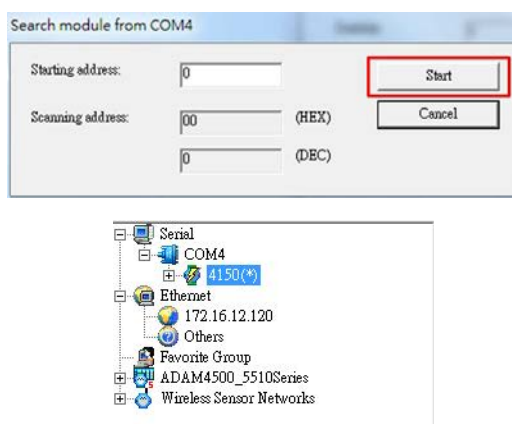 Search module from COM4
Starting address: 0 Start
Scanning address: 00 (HEX) Cancel
0 (DEC)
Serial
COM4
4150(*)
Ethernet
172.16.12.120
Others
Favorite Group
ADAM4500_5510Series
Wireless Sensor Networks